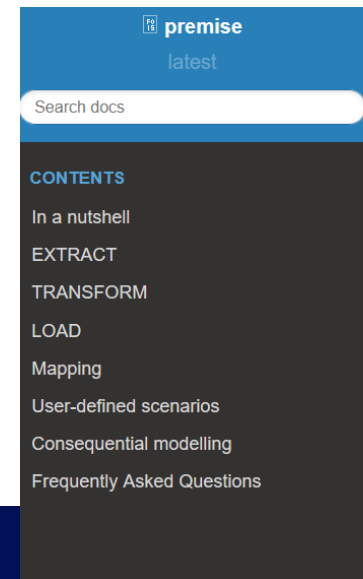 premise
latest
Search docs
CONTENTS
In a nutshell
EXTRACT
TRANSFORM
LOAD
Mapping
User-defined scenarios
Consequential modelling
Frequently Asked Questions